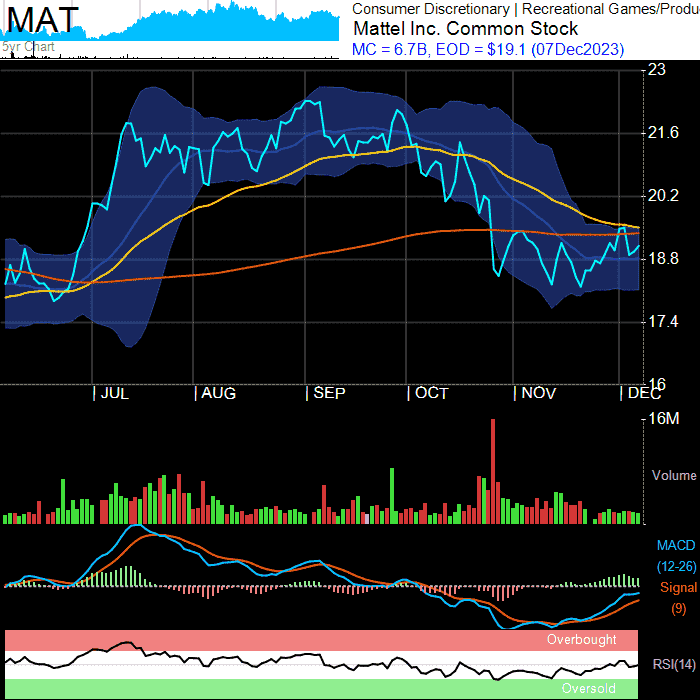 MAT
5yr Chart
Consumer Discretionary | Recreational Games/Produ
Mattel Inc. Common Stock
MC = 6.7B, EOD = $19.1 (07Dec2023)
23
21.6
20.2
18.8
17.4
16
JUL AUG SEP OCT NOV DEC
16M
Volume
MACD
(12-26)
Signal
(9)
Overbought
RSI(14)
Oversold